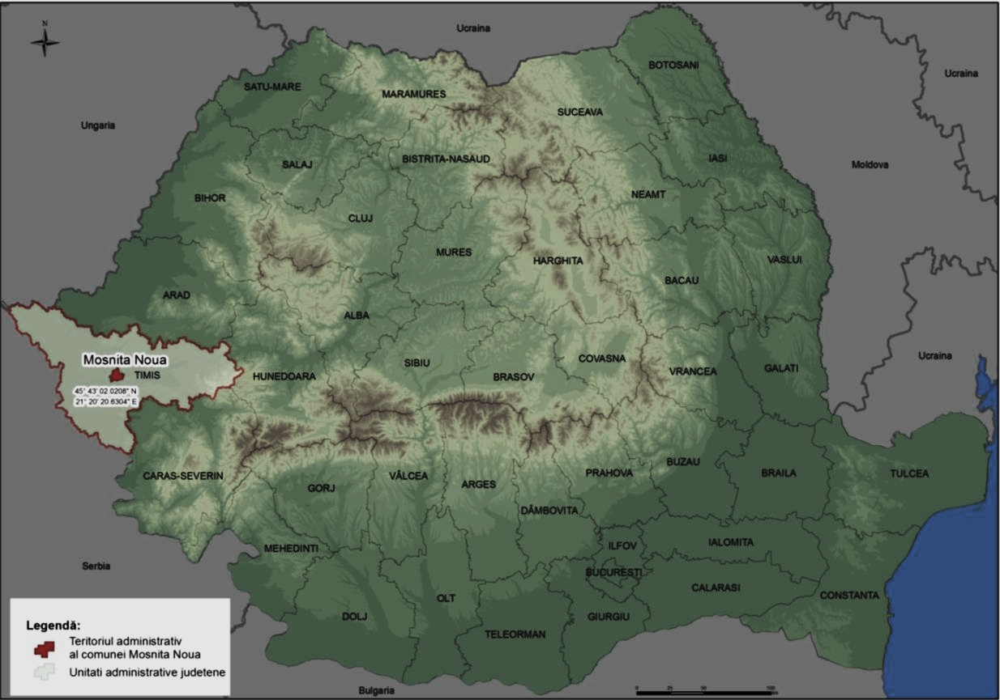 N
Ucraina
BOTOSANI
Ucraina
SATU-MARE
MARAMURES
SUCEAVA
Ungaria
SALAJ
BISTRITA-NASAUD
IASI
Moldova
BIHOR
NEAMT
CLUJ
MURES
HARGHITA
VASLUI
BACAU
ARAD
ALBA
Mosnita Noua
TIMIS
45° 43' 02.0208" N
21° 20' 20.6304" E
HUNEDOARA
SIBIU
BRASOV
COVASNA
VRANCEA
GALATI
Ucraina
CARAS-SEVERIN
GORJ
VÂLCEA
ARGES
PRAHOVA
BUZAU
BRAILA
TULCEA
DÂMBOVITA
MEHEDINTI
ILFOV
IALOMITA
Serbia
BUCURESTI
CALARASI
CONSTANTA
DOLJ
OLT
TELEORMAN
GIURGIU
Legendă:
Teritoriul administrativ
al comunei Mosnita Noua
Unitati administrative judetene
Bulgaria
0 25 50 100